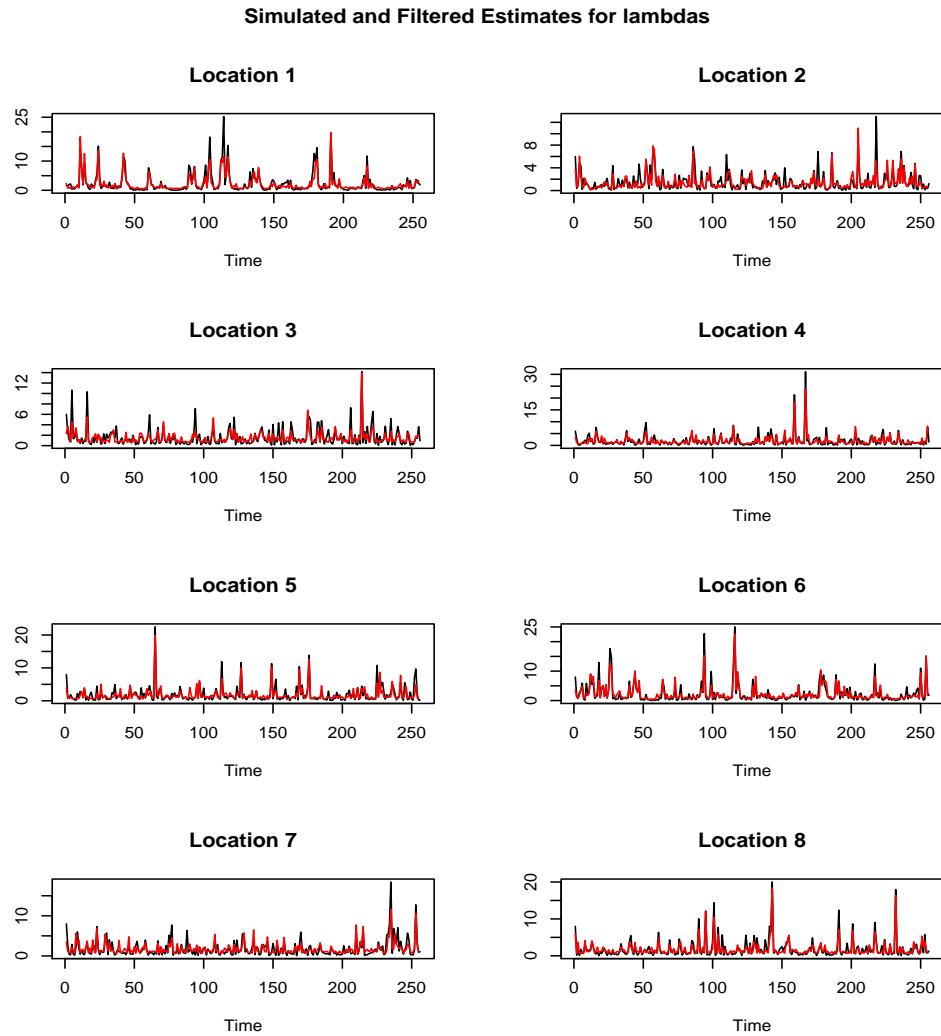 Simulated and Filtered Estimates for lambdas
Location 1
0 10 25
0 50 100 150 200 250
Time
Location 2
0 4 8
0 50 100 150 200 250
Time
Location 3
0 6 12
0 50 100 150 200 250
Time
Location 4
0 15 30
0 50 100 150 200 250
Time
Location 5
0 10 20
0 50 100 150 200 250
Time
Location 6
0 10 25
0 50 100 150 200 250
Time
Location 7
0 10
0 50 100 150 200 250
Time
Location 8
0 10 20
0 50 100 150 200 250
Time